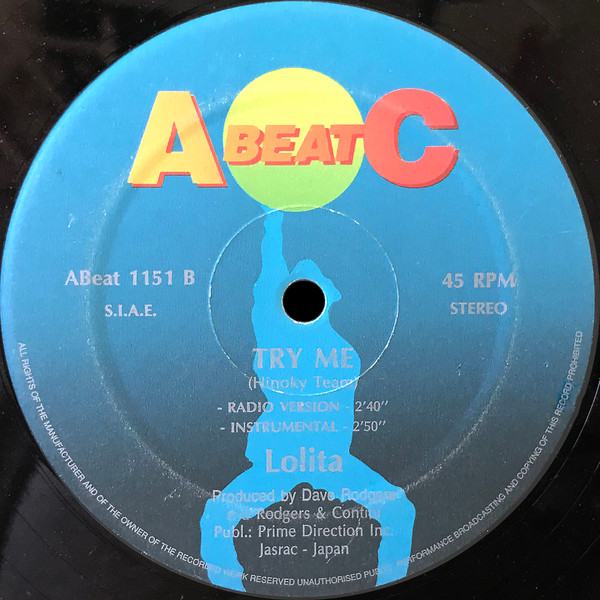 A BEAT C
ABeat 1151 B
S.I.A.E.
45 RPM
STEREO
TRY ME
(Hinoky Team)
- RADIO VERSION - 2'40"
- INSTRUMENTAL - 2'50"
Lolita
Produced by Dave Rodgers
Rodgers & Contini
Publ.: Prime Direction Inc.
Jasrac - Japan
ALL RIGHTS OF THE MANUFACTURER AND OF THE OWNER OF THE RECORDED WORK RESERVED UNAUTHORISED PUBLIC PERFORMANCE BROADCASTING AND COPYING OF THIS RECORD PROHIBITED